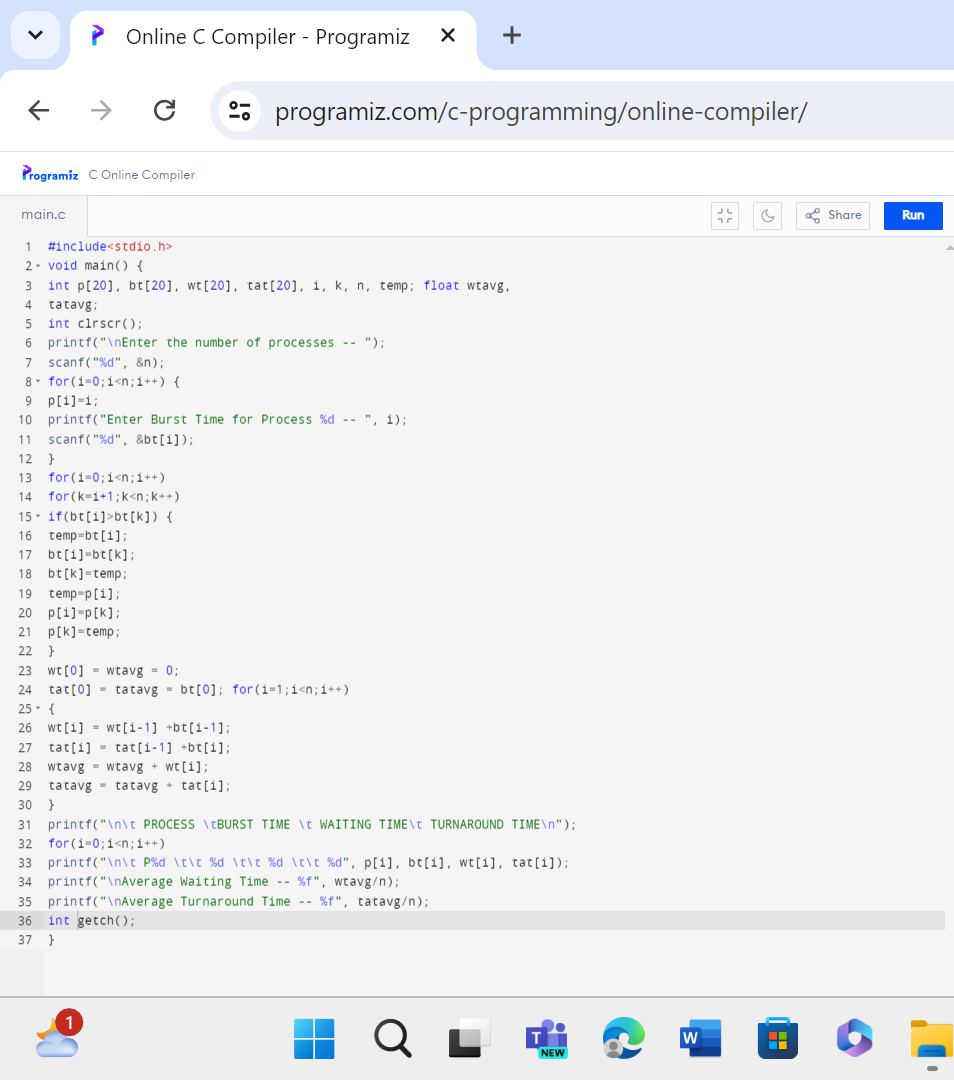 Online C Compiler - Programiz
programiz.com/c-programming/online-compiler/
Programiz C Online Compiler
main.c
Share
Run
1 #include<stdio.h>
2 void main() {
3 int p[20], bt[20], wt[20], tat[20], i, k, n, temp; float wtavg,
4 tatavg;
5 int clrscr();
6 printf("\nEnter the number of processes -- ");
7 scanf("%d", &n);
8 for(i=0;i<n;i++) {
9 p[i]=i;
10 printf("Enter Burst Time for Process %d -- ", i);
11 scanf("%d", &bt[i]);
12 }
13 for(i=0;i<n;i++)
14 for(k=i+1;k<n;k++)
15 if(bt[i]>bt[k]) {
16 temp=bt[i];
17 bt[i]=bt[k];
18 bt[k]=temp;
19 temp=p[i];
20 p[i]=p[k];
21 p[k]=temp;
22 }
23 wt[0] = wtavg = 0;
24 tat[0] = tatavg = bt[0]; for(i=1;i<n;i++)
25 {
26 wt[i] = wt[i-1] +bt[i-1];
27 tat[i] = tat[i-1] +bt[i];
28 wtavg = wtavg + wt[i];
29 tatavg = tatavg + tat[i];
30 }
31 printf("\n\t PROCESS \tBURST TIME \t WAITING TIME\t TURNAROUND TIME\n");
32 for(i=0;i<n;i++)
33 printf("\n\t P%d \t\t %d \t\t %d \t\t %d", p[i], bt[i], wt[i], tat[i]);
34 printf("\nAverage Waiting Time -- %f", wtavg/n);
35 printf("\nAverage Turnaround Time -- %f", tatavg/n);
36 int getch();
37 }
1
T
NEW
W